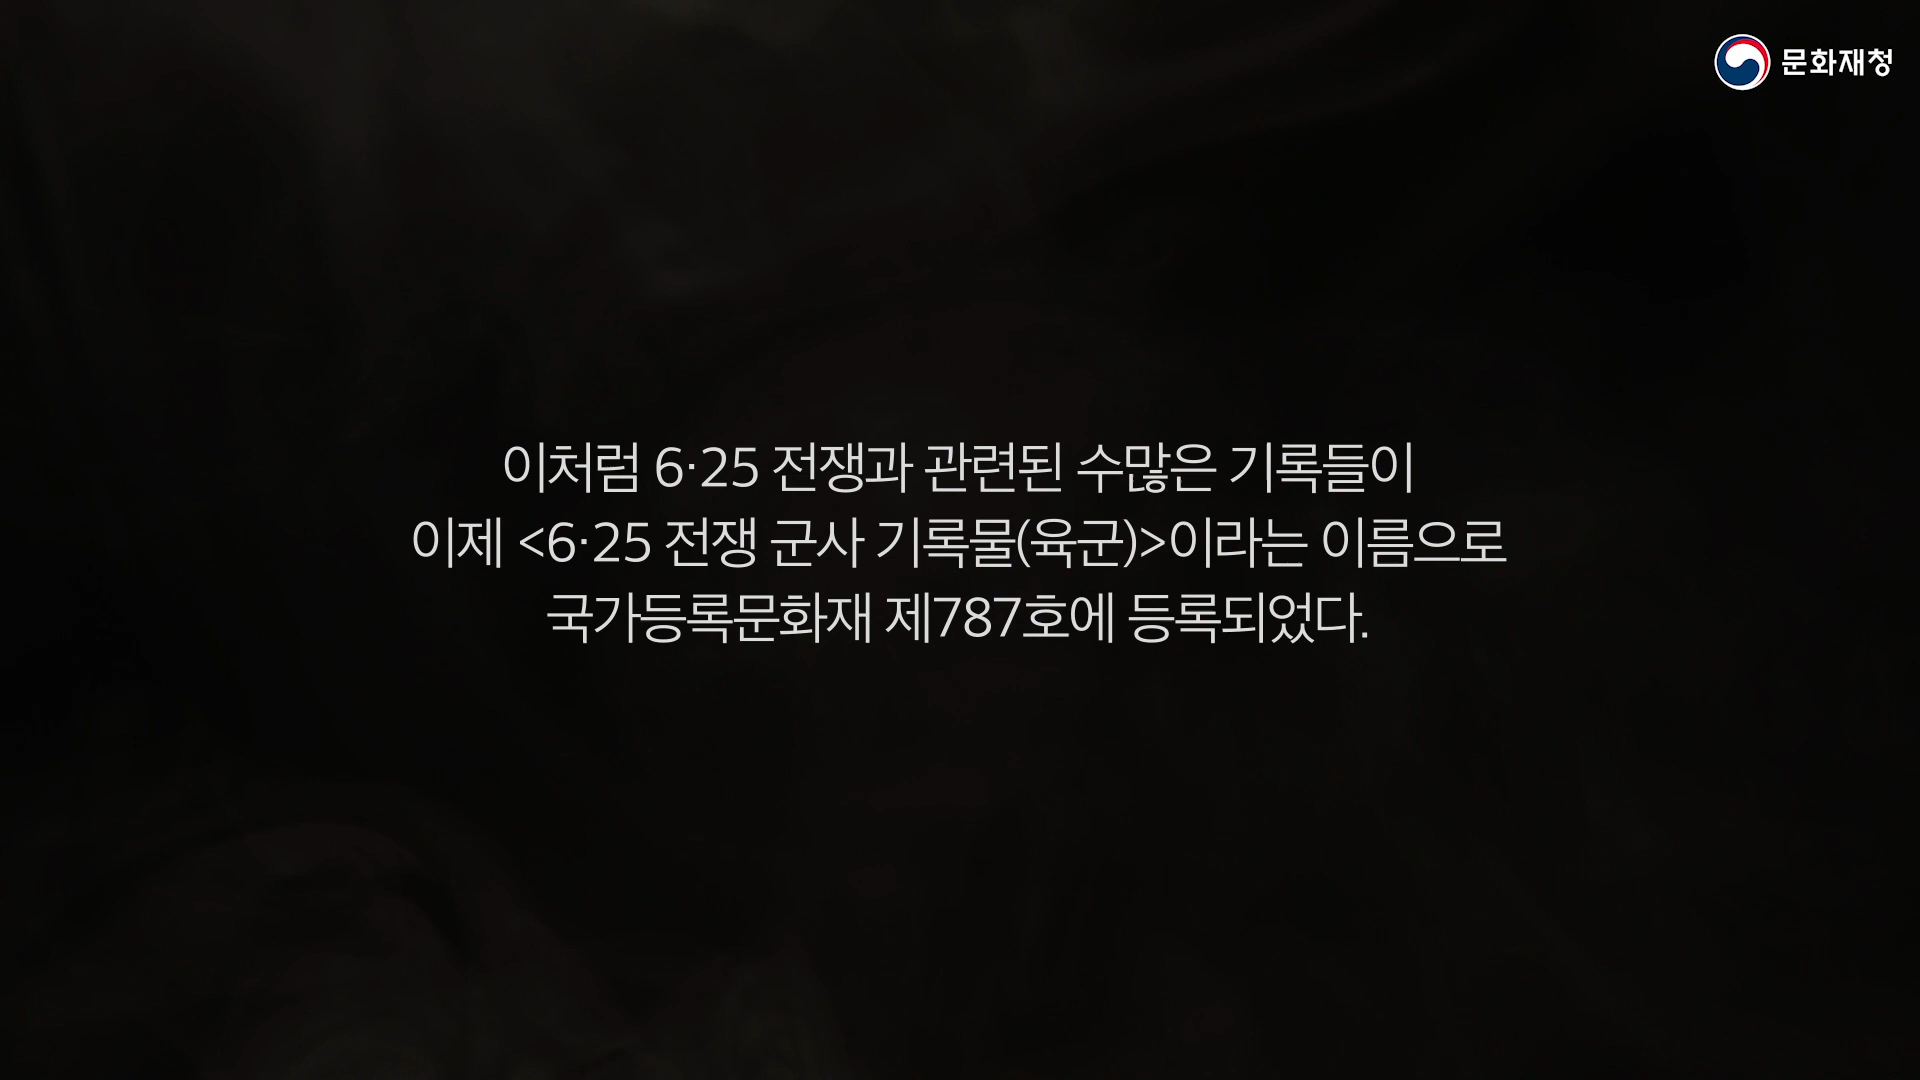 문화재청
이처럼 6·25 전쟁과 관련된 수많은 기록들이
이제 <6·25 전쟁 군사 기록물(육군)>이라는 이름으로
국가등록문화재 제787호에 등록되었다.